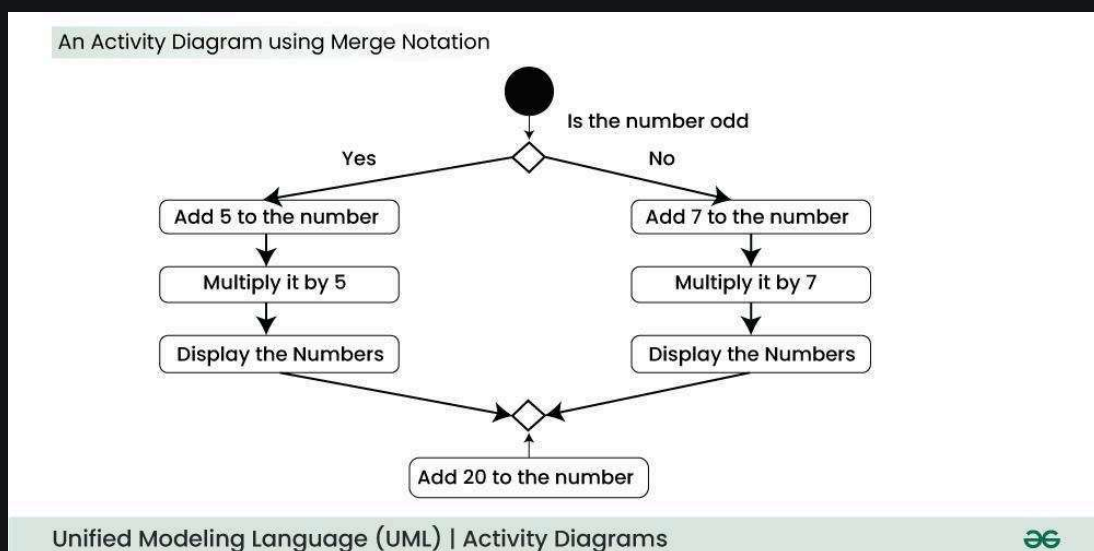 An Activity Diagram using Merge Notation
Is the number odd
Yes
No
Add 5 to the number
Add 7 to the number
Multiply it by 5
Multiply it by 7
Display the Numbers
Display the Numbers
Add 20 to the number
Unified Modeling Language (UML) | Activity Diagrams